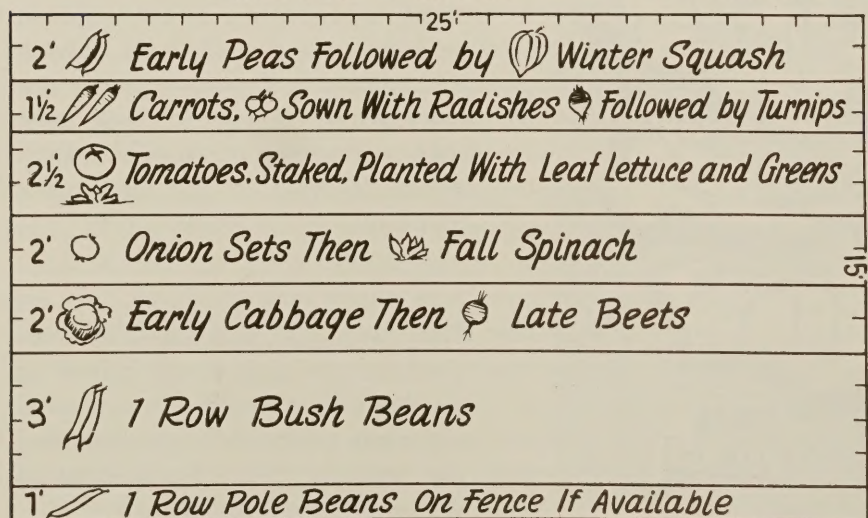 25'
2' Early Peas Followed by Winter Squash
1½ Carrots, Sown With Radishes Followed by Turnips
2½' Tomatoes. Staked. Planted With Leaf Lettuce and Greens
2' Onion Sets Then Fall Spinach
15'
2' Early Cabbage Then Late Beets
3' 1 Row Bush Beans
1' 1 Row Pole Beans On Fence If Available